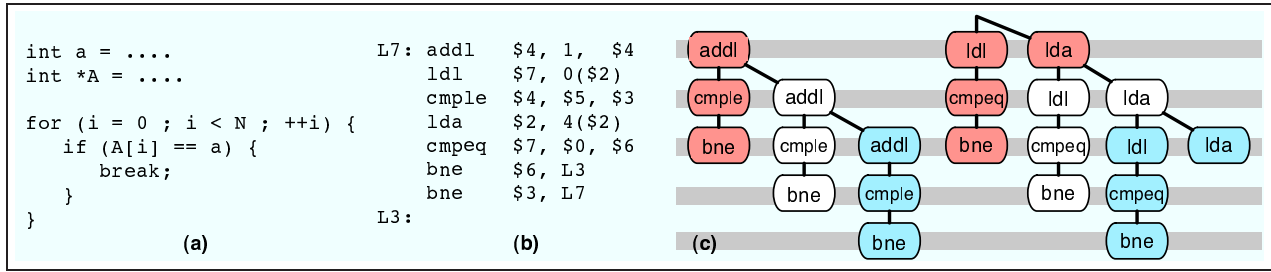 int a = ....
int *A = ....
for (i = 0 ; i < N ; ++i) {
if (A[i] == a) {
break;
}
}
(a)
L7: addl $4, 1, $4
ldl $7, 0($2)
cmple $4, $5, $3
lda $2, 4($2)
cmpeq $7, $0, $6
bne $6, L3
bne $3, L7
L3:
(b)
addl ldl lda
cmple addl cmpeq ldl lda
bne cmple addl bne cmpeq ldl lda
bne cmple bne cmpeq
(c) bne bne